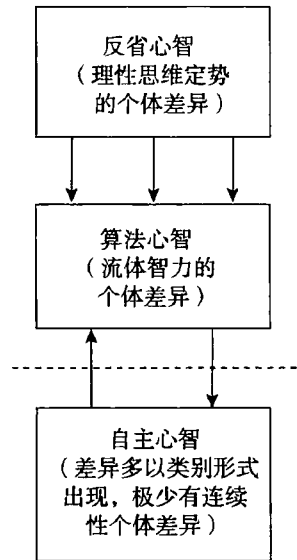 反省心智
（理性思维定势
的个体差异）
算法心智
（流体智力的
个体差异）
自主心智
（差异多以类别形式
出现，极少有连续
性个体差异）